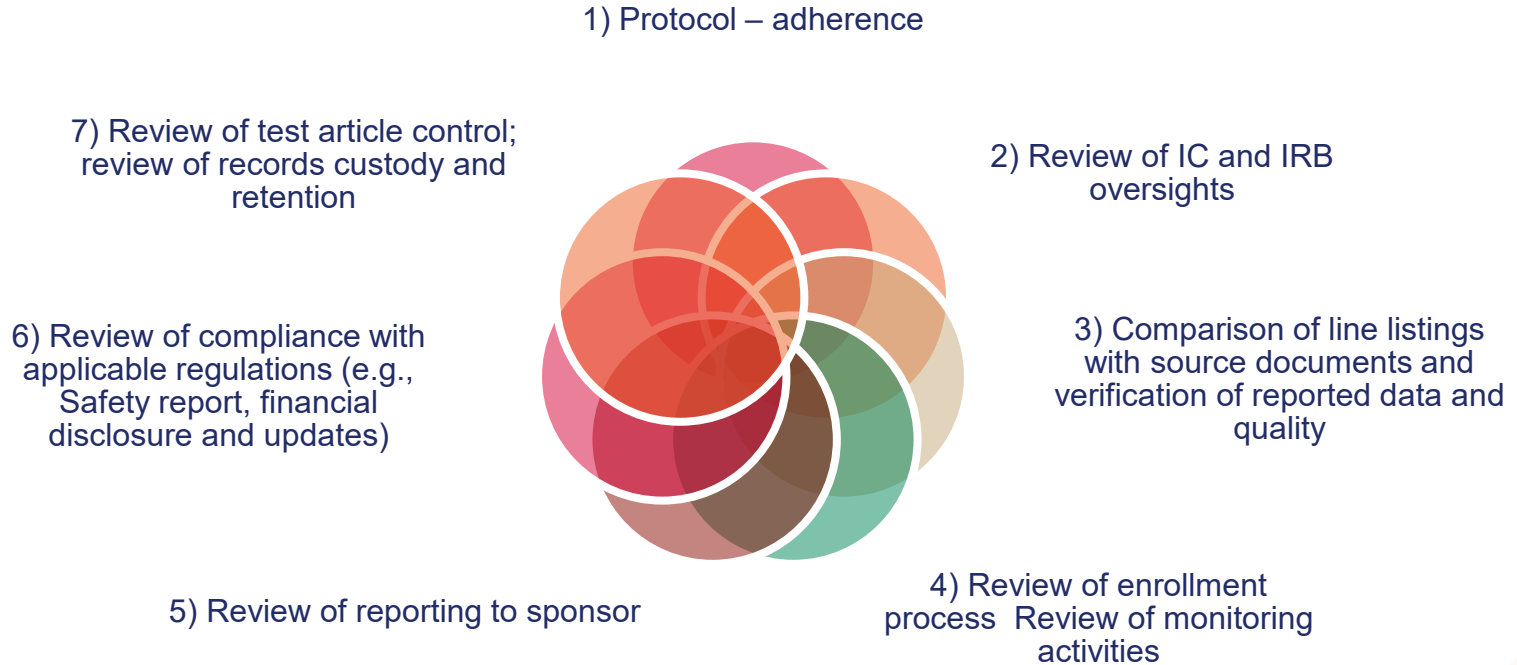 1) Protocol – adherence
2) Review of IC and IRB
oversights
3) Comparison of line listings
with source documents and
verification of reported data and
quality
4) Review of enrollment
process  Review of monitoring
activities
5) Review of reporting to sponsor
6) Review of compliance with
applicable regulations (e.g.,
Safety report, financial
disclosure and updates)
7) Review of test article control;
review of records custody and
retention